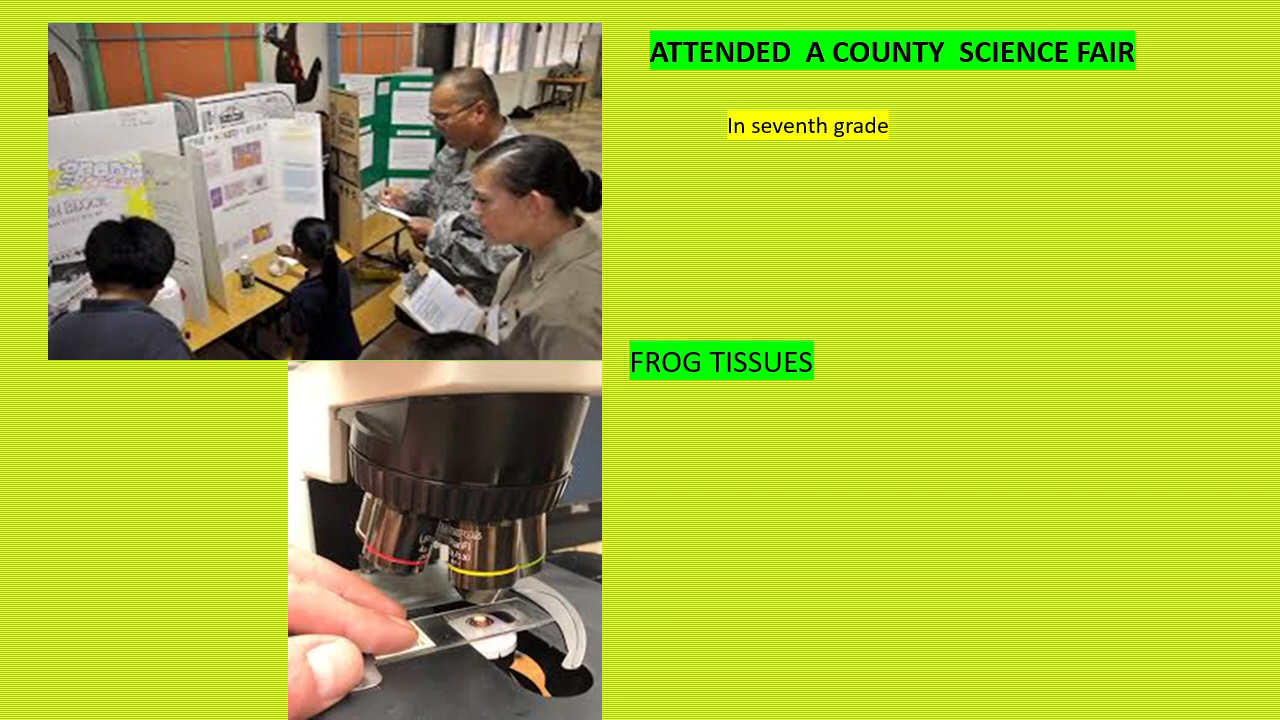 ATTENDED A COUNTY SCIENCE FAIR
In seventh grade
FROG TISSUES